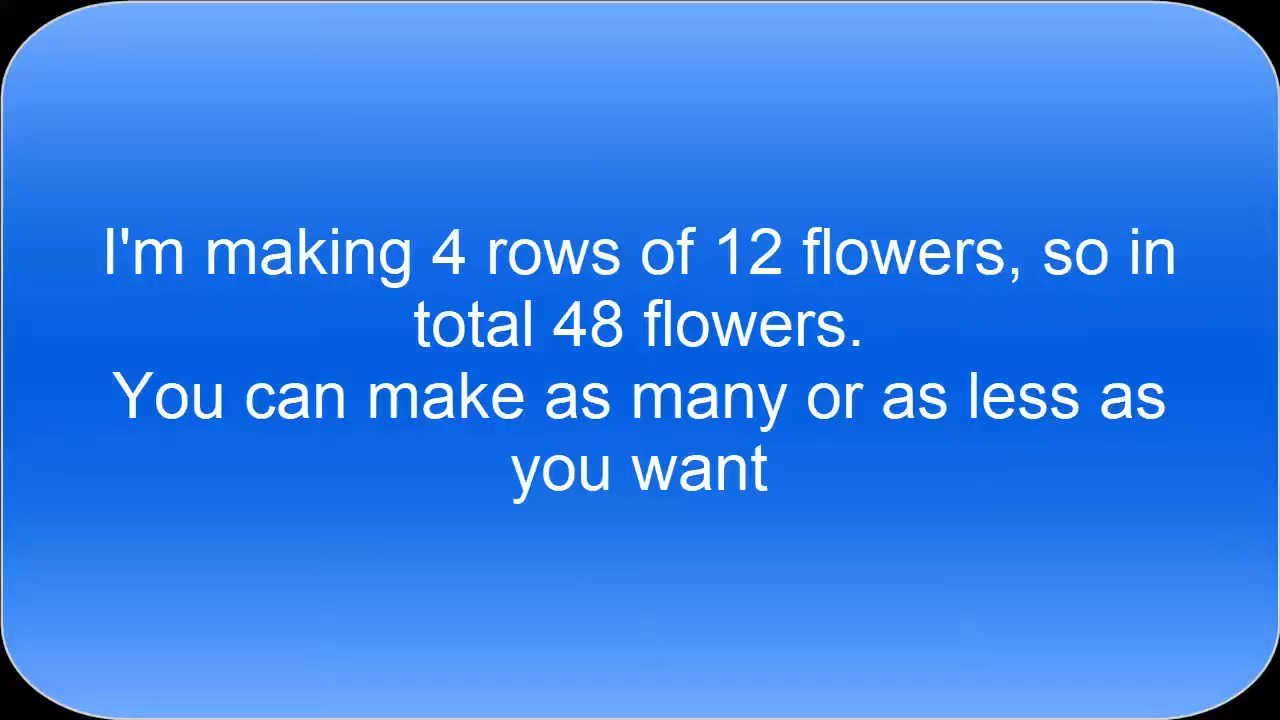 I'm making 4 rows of 12 flowers, so in
total 48 flowers.
You can make as many or as less as
you want